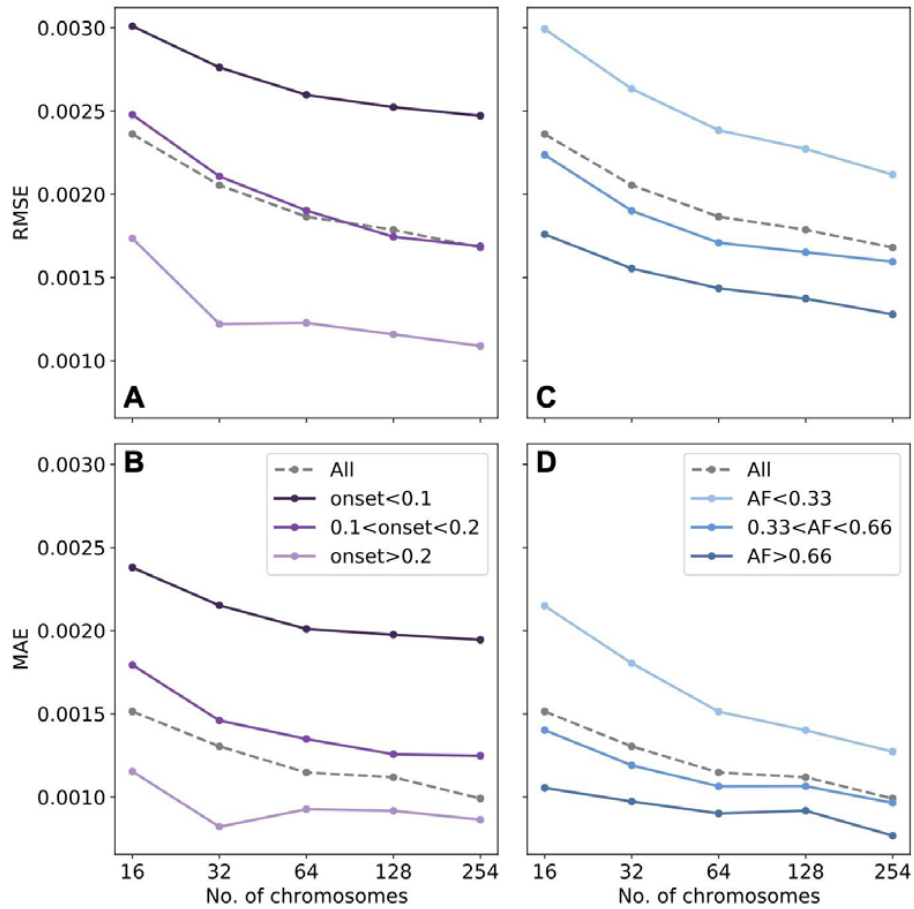 0.0030
0.0025
0.0020
0.0015
0.0010
RMSE
A
C
0.0030
0.0025
0.0020
0.0015
0.0010
MAE
B
All
onset<0.1
0.1<onset<0.2
onset>0.2
D
All
AF<0.33
0.33<AF<0.66
AF>0.66
16 32 64 128 254
No. of chromosomes
16 32 64 128 254
No. of chromosomes